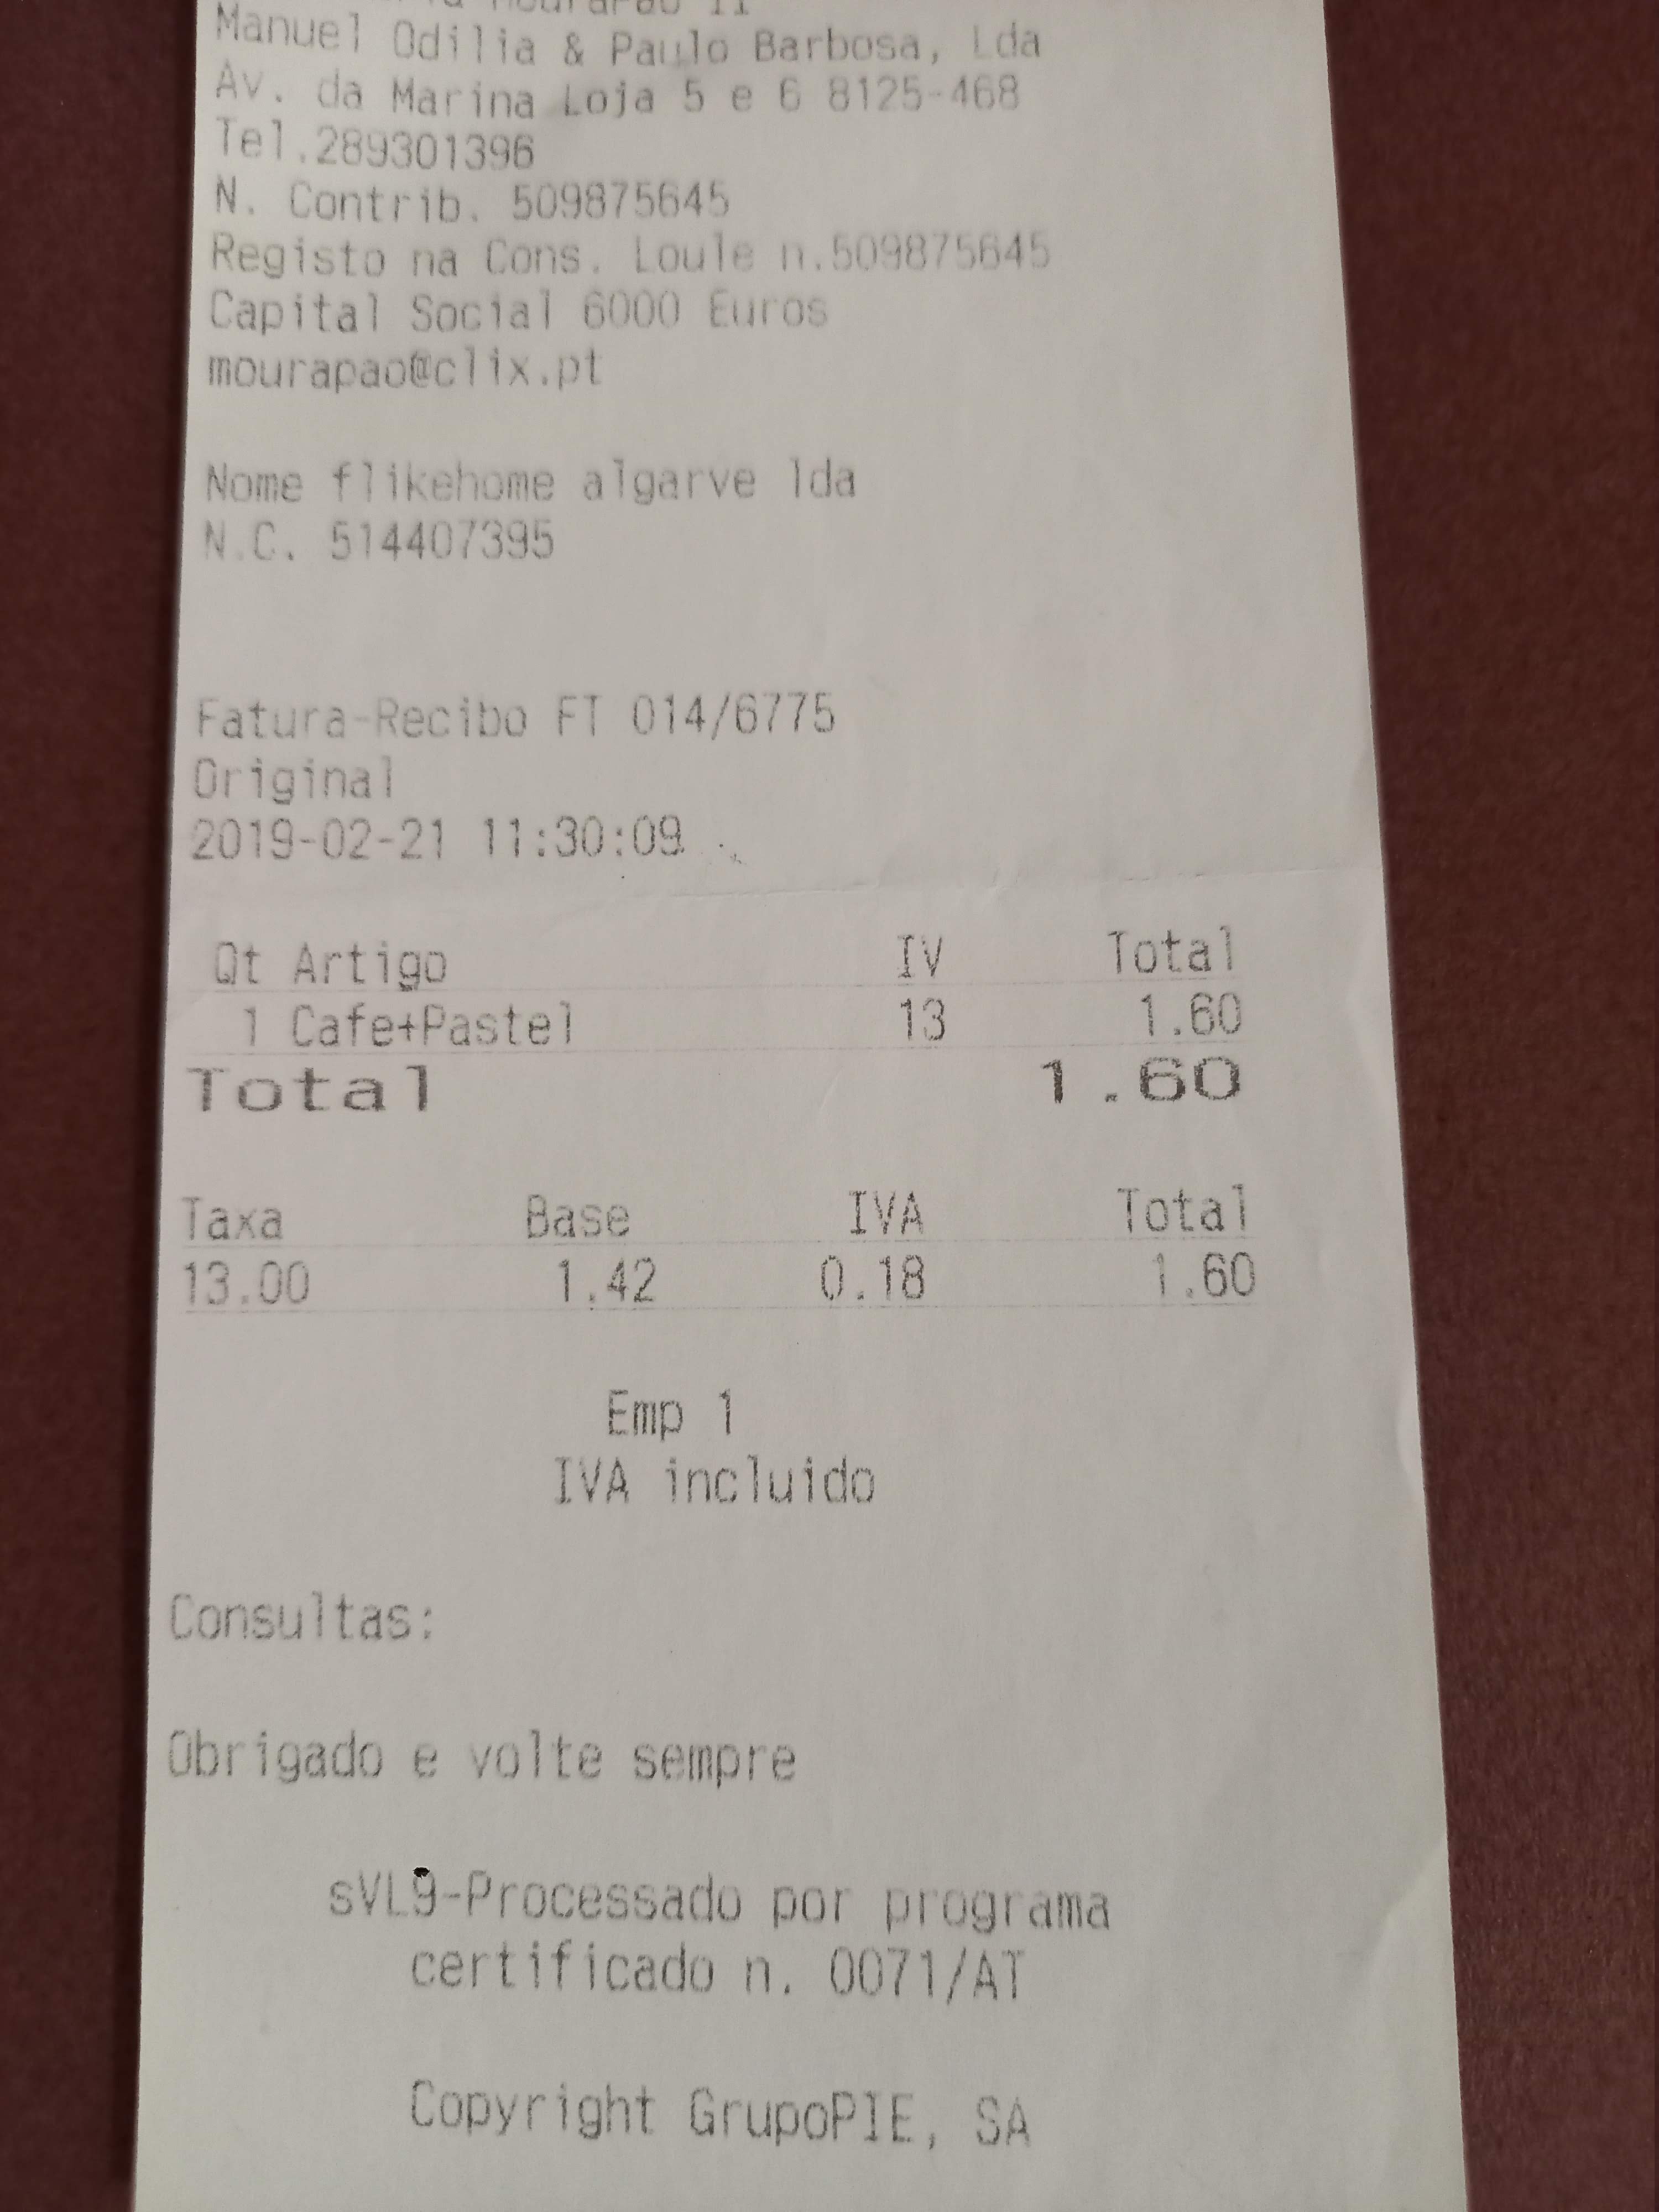 Mourapao II
Manuel Odilia & Paulo Barbosa, Lda
Av. da Marina Loja 5 e 6 8125-468
Tel.289301396
N. Contrib. 509875645
Registo na Cons. Loule n.509875645
Capital Social 6000 Euros
mourapao@clix.pt
Nome flikehome algarve lda
N.C. 514407395
Fatura-Recibo FT 014/6775
Original
2019-02-21 11:30:09
Qt Artigo IV Total
1 Cafe+Pastel 13 1.60
Total 1.60
Taxa Base IVA Total
13.00 1.42 0.18 1.60
Emp 1
IVA incluido
Consultas:
Obrigado e volte sempre
sVL9-Processado por programa
certificado n. 0071/AT
Copyright GrupoPIE, SA